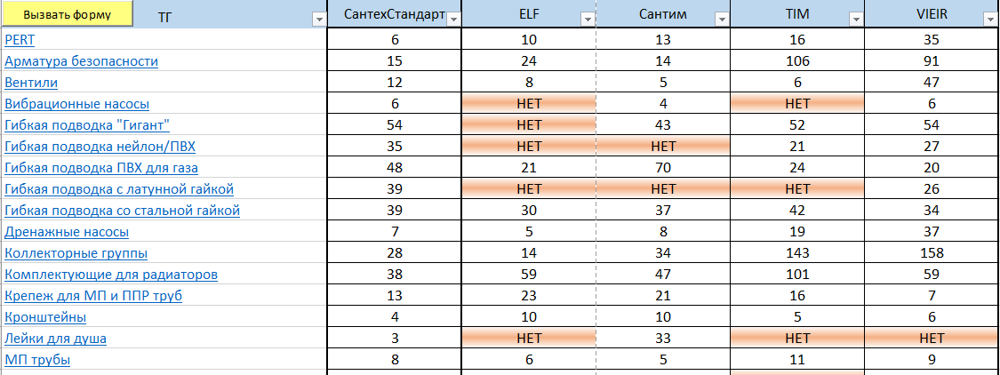 Вызвать форму ТГ СантехСтандарт ELF Сантим TIM VIEIR
PERT 6 10 13 16 35
Арматура безопасности 15 24 14 106 91
Вентили 12 8 5 6 47
Вибрационные насосы 6 НЕТ 4 НЕТ 6
Гибкая подводка "Гигант" 54 НЕТ 43 52 54
Гибкая подводка нейлон/ПВХ 35 НЕТ НЕТ 21 27
Гибкая подводка ПВХ для газа 48 21 70 24 20
Гибкая подводка с латунной гайкой 39 НЕТ НЕТ НЕТ 26
Гибкая подводка со стальной гайкой 39 30 37 42 34
Дренажные насосы 7 5 8 19 37
Коллекторные группы 28 14 34 143 158
Комплектующие для радиаторов 38 59 47 101 59
Крепеж для МП и ППР труб 13 23 21 16 7
Кронштейны 4 10 10 5 6
Лейки для душа 3 НЕТ 33 НЕТ НЕТ
МП трубы 8 6 5 11 9